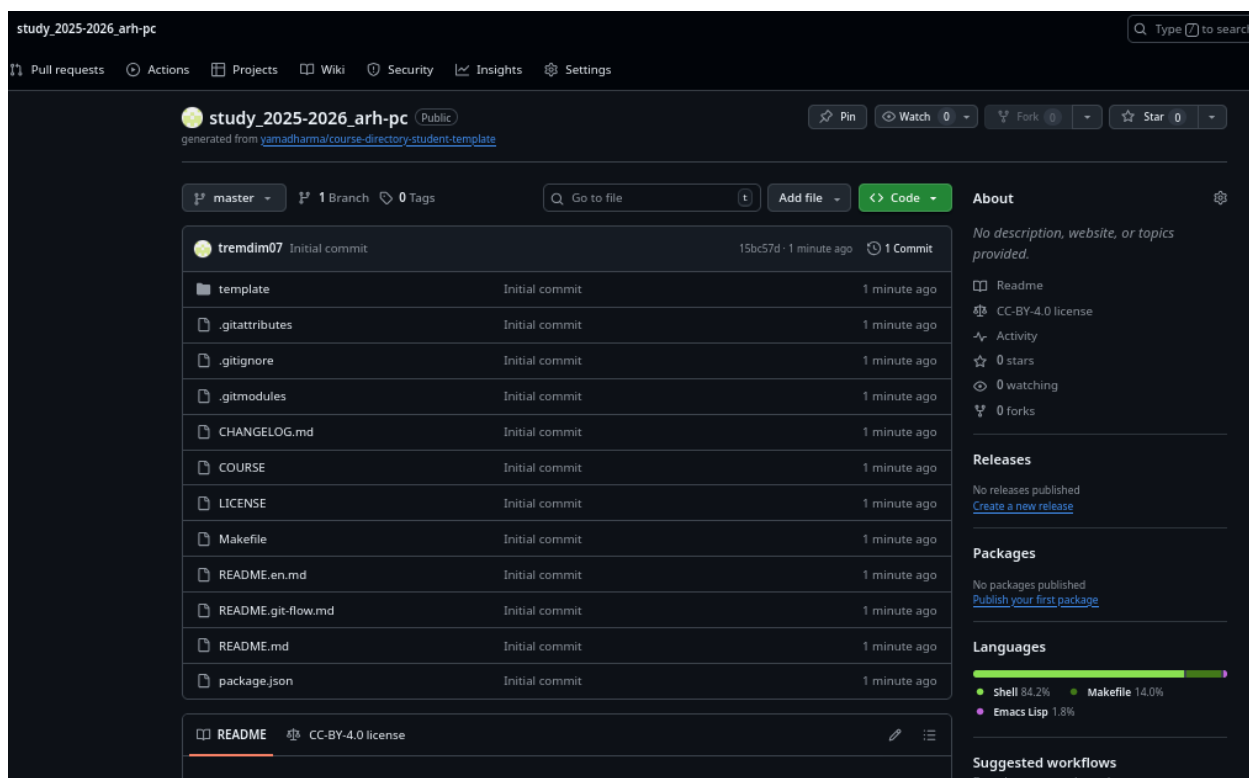 study_2025-2026_arh-pc
Type / to search
Pull requests Actions Projects Wiki Security Insights Settings
study_2025-2026_arh-pc Public
Pin Watch 0 Fork 0 Star 0
generated from yamadharma/course-directory-student-template
master 1 Branch 0 Tags Go to file t Add file <> Code
tremdim07 Initial commit 15bc57d · 1 minute ago 1 Commit
template Initial commit 1 minute ago
.gitattributes Initial commit 1 minute ago
.gitignore Initial commit 1 minute ago
.gitmodules Initial commit 1 minute ago
CHANGELOG.md Initial commit 1 minute ago
COURSE Initial commit 1 minute ago
LICENSE Initial commit 1 minute ago
Makefile Initial commit 1 minute ago
README.en.md Initial commit 1 minute ago
README.git-flow.md Initial commit 1 minute ago
README.md Initial commit 1 minute ago
package.json Initial commit 1 minute ago
README CC-BY-4.0 license
About
No description, website, or topics
provided.
Readme
CC-BY-4.0 license
Activity
0 stars
0 watching
0 forks
Releases
No releases published
Create a new release
Packages
No packages published
Publish your first package
Languages
Shell 84.2% Makefile 14.0%
Emacs Lisp 1.8%
Suggested workflows